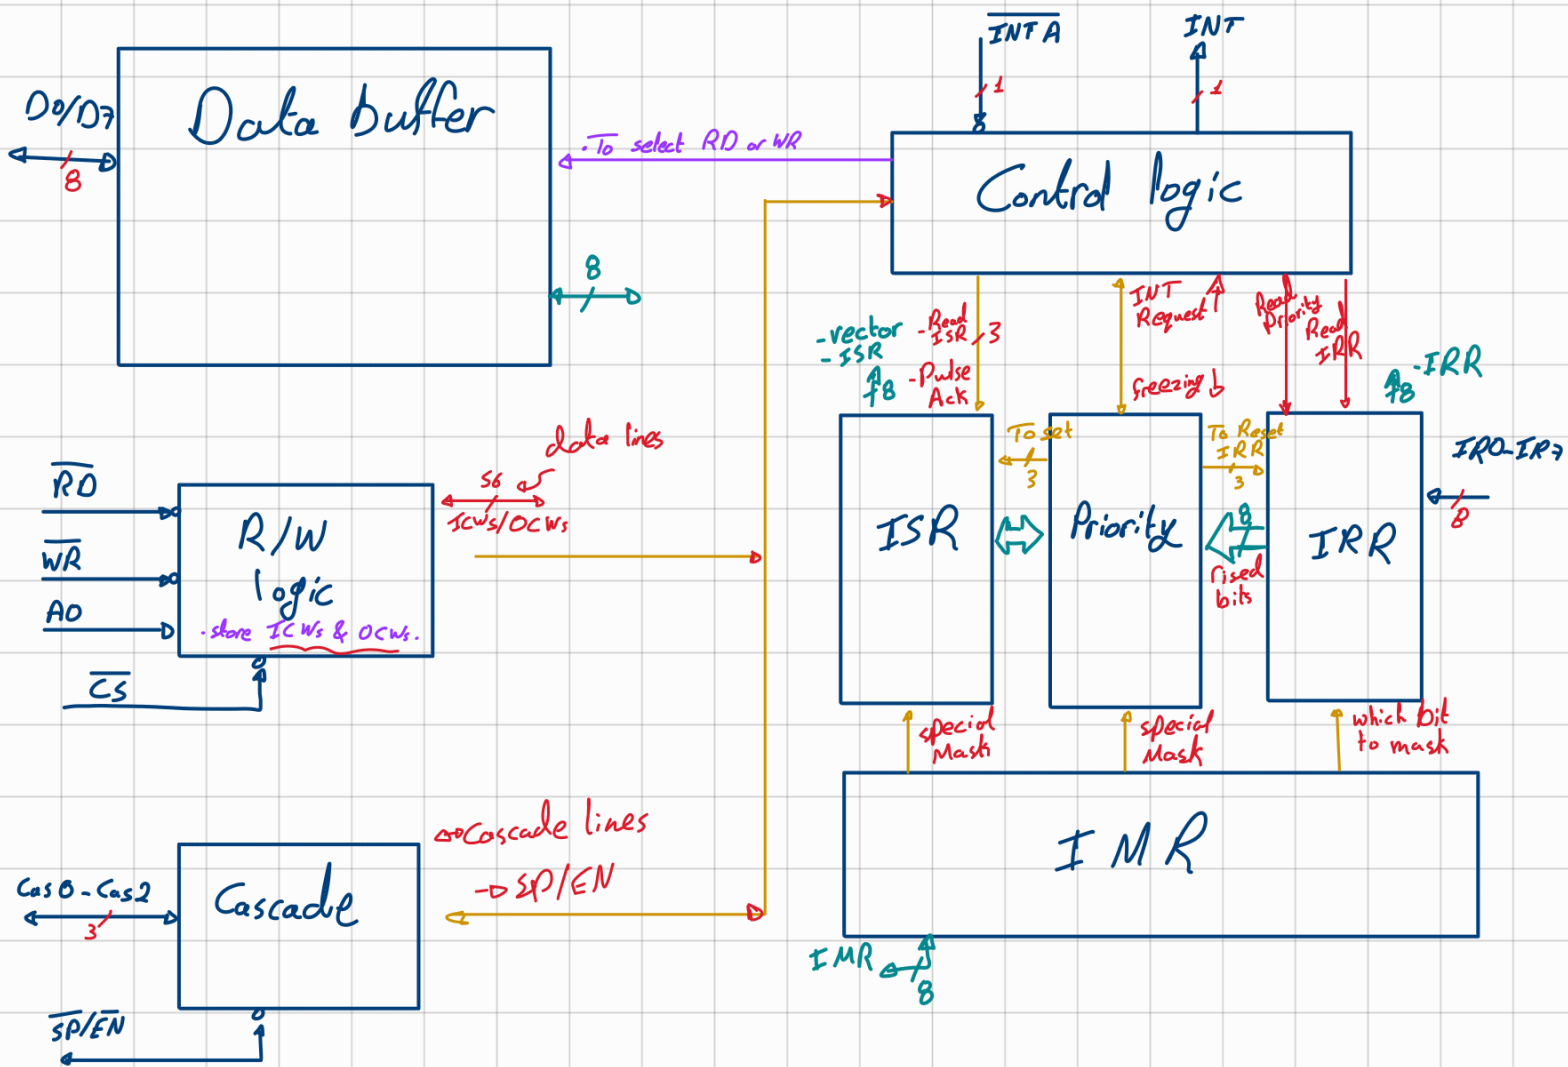 INTA
INT
1
1
D0/D7
8
Data buffer
.To select RD or WR
Control logic
8
-vector
-ISR
8
-Read
ISR
3
-Pulse
Ack
INT
Request
freezing
Read
Priority
Read
IRR
-IRR
8
data lines
To set
3
To Reset
IRR
3
IR0-IR7
8
RD
WR
A0
CS
R/W
logic
.store ICWs & OCWs.
56
ICWs/OCWs
ISR
Priority
8
rised
bits
IRR
special
Mask
special
Mask
which bit
to mask
IMR
Cascade lines
SP/EN
Cas0-Cas2
3
Cascade
IMR
8
SP/EN